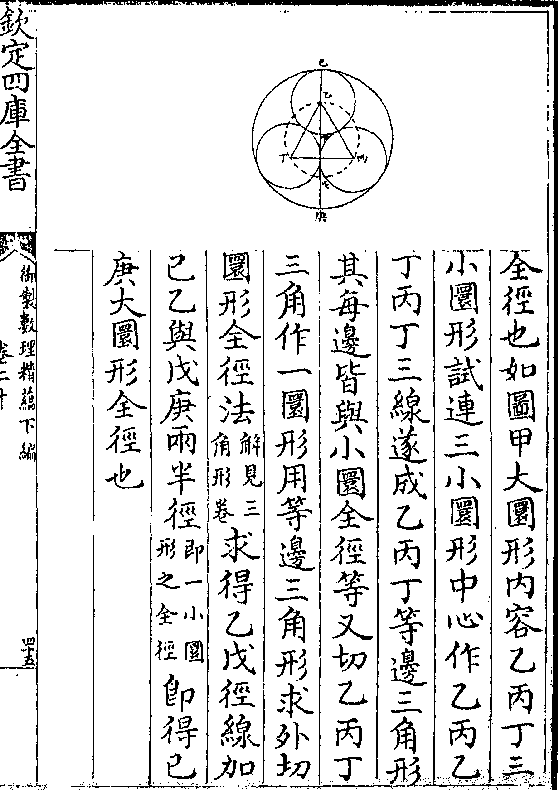 全徑也如圖甲大圜形内容乙丙丁三
小圜形試連三小圜形中心作乙丙乙
丁丙丁三線遂成乙丙丁等邊三角形
其每邊皆與小圜全徑等又切乙丙丁
三角作一圜形用等邊三角形求外切
圜形全徑法解見三角形卷求得乙戊徑線加
己乙與戊庚兩半徑即一小圜形之全徑即得己
庚大圜形全徑也
欽定四庫全書
御製數理精蘊下編
卷二十
四五
己
乙
丁
丙
戊
庚